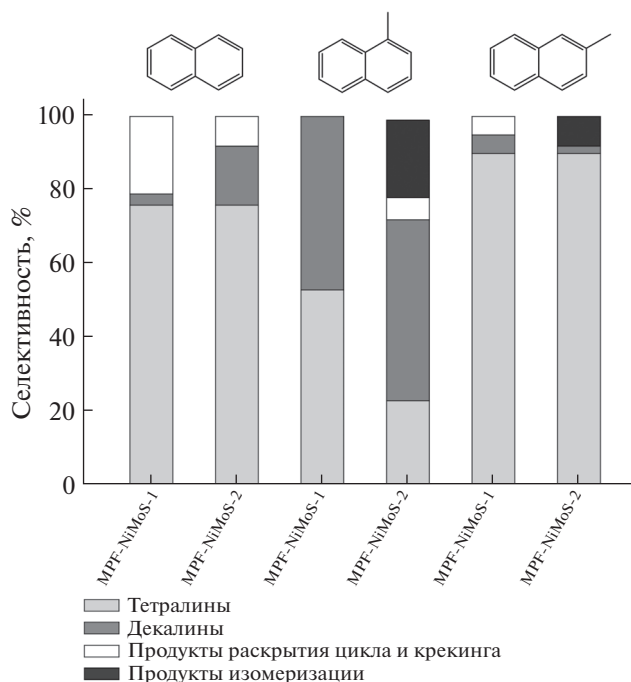 100
80
60
40
20
0
Селективность, %
MPF-NiMoS-1
MPF-NiMoS-2
MPF-NiMoS-1
MPF-NiMoS-2
MPF-NiMoS-1
MPF-NiMoS-2
Тетралины
Декалины
Продукты раскрытия цикла и крекинга
Продукты изомеризации